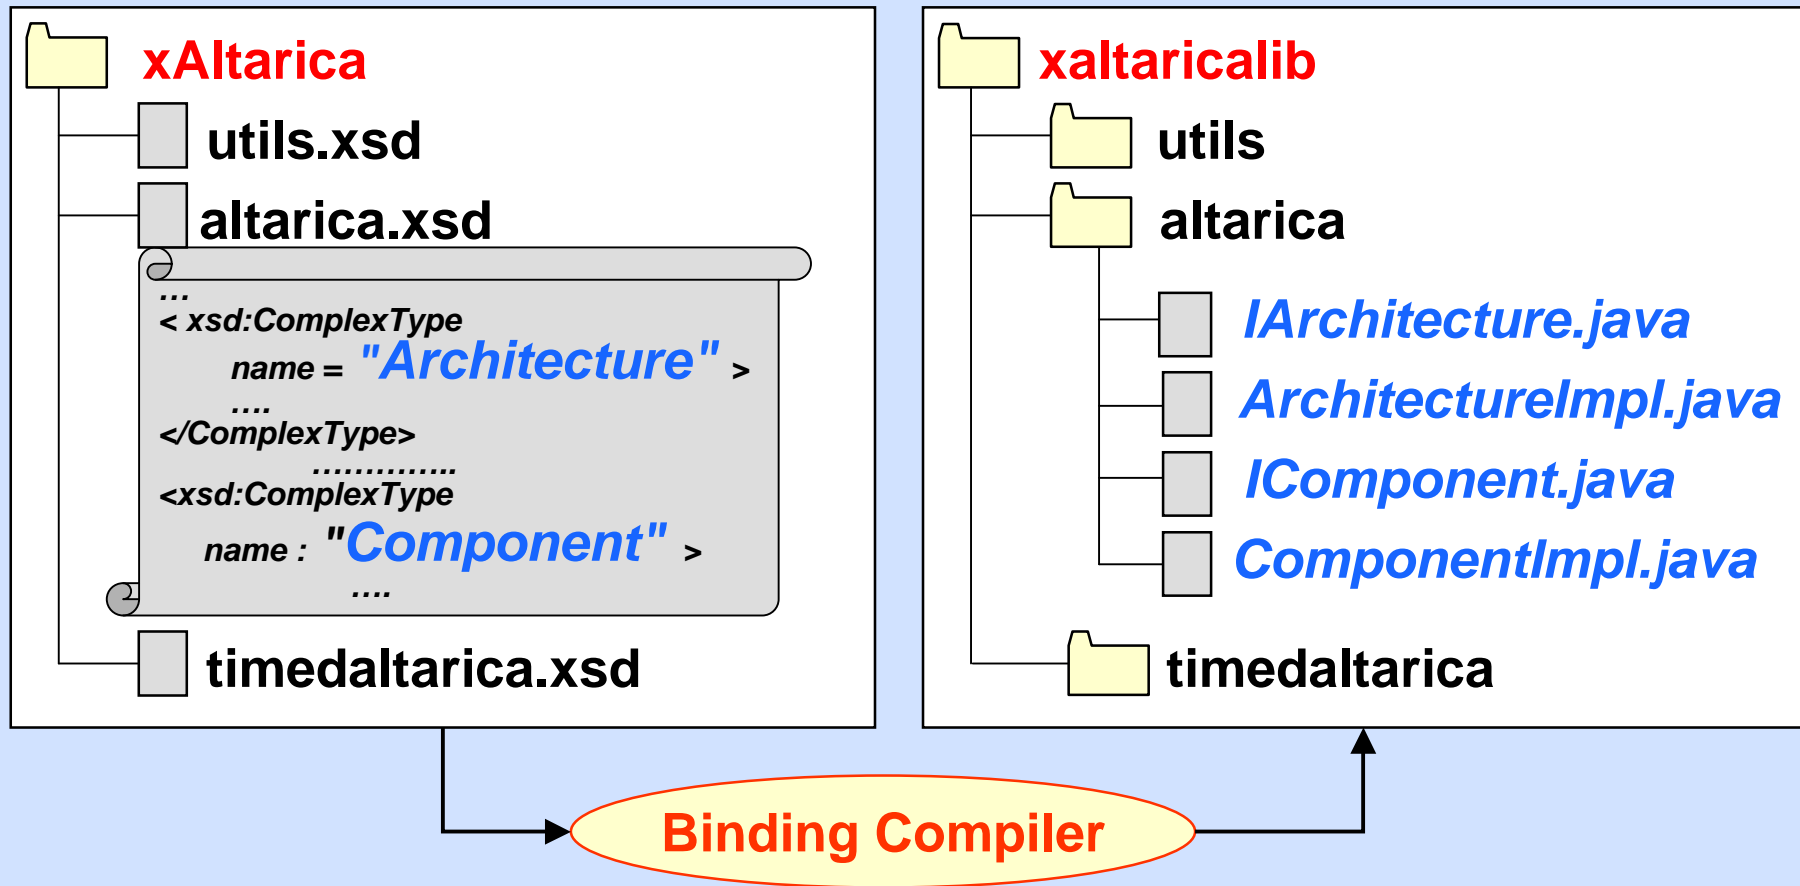 xAltarica
utils.xsd
altarica.xsd
...
< xsd:ComplexType
name = "Architecture" >
....
</ComplexType>
..............
<xsd:ComplexType
name : "Component" >
....
timedaltarica.xsd
xaltaricalib
utils
altarica
IArchitecture.java
ArchitectureImpl.java
IComponent.java
ComponentImpl.java
timedaltarica
Binding Compiler